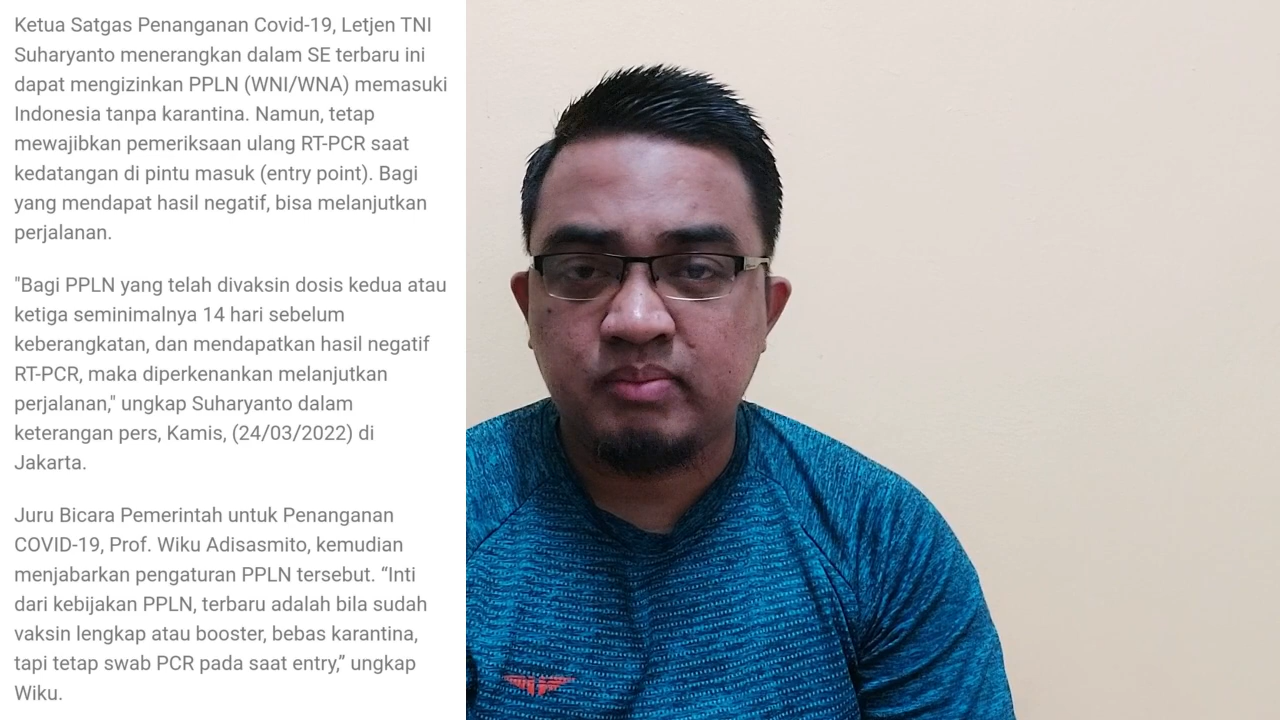 Ketua Satgas Penanganan Covid-19, Letjen TNI
Suharyanto menerangkan dalam SE terbaru ini
dapat mengizinkan PPLN (WNI/WNA) memasuki
Indonesia tanpa karantina. Namun, tetap
mewajibkan pemeriksaan ulang RT-PCR saat
kedatangan di pintu masuk (entry point). Bagi
yang mendapat hasil negatif, bisa melanjutkan
perjalanan.
"Bagi PPLN yang telah divaksin dosis kedua atau
ketiga seminimalnya 14 hari sebelum
keberangkatan, dan mendapatkan hasil negatif
RT-PCR, maka diperkenankan melanjutkan
perjalanan," ungkap Suharyanto dalam
keterangan pers, Kamis, (24/03/2022) di
Jakarta.
Juru Bicara Pemerintah untuk Penanganan
COVID-19, Prof. Wiku Adisasmito, kemudian
menjabarkan pengaturan PPLN tersebut. “Inti
dari kebijakan PPLN, terbaru adalah bila sudah
vaksin lengkap atau booster, bebas karantina,
tapi tetap swab PCR pada saat entry,” ungkap
Wiku.